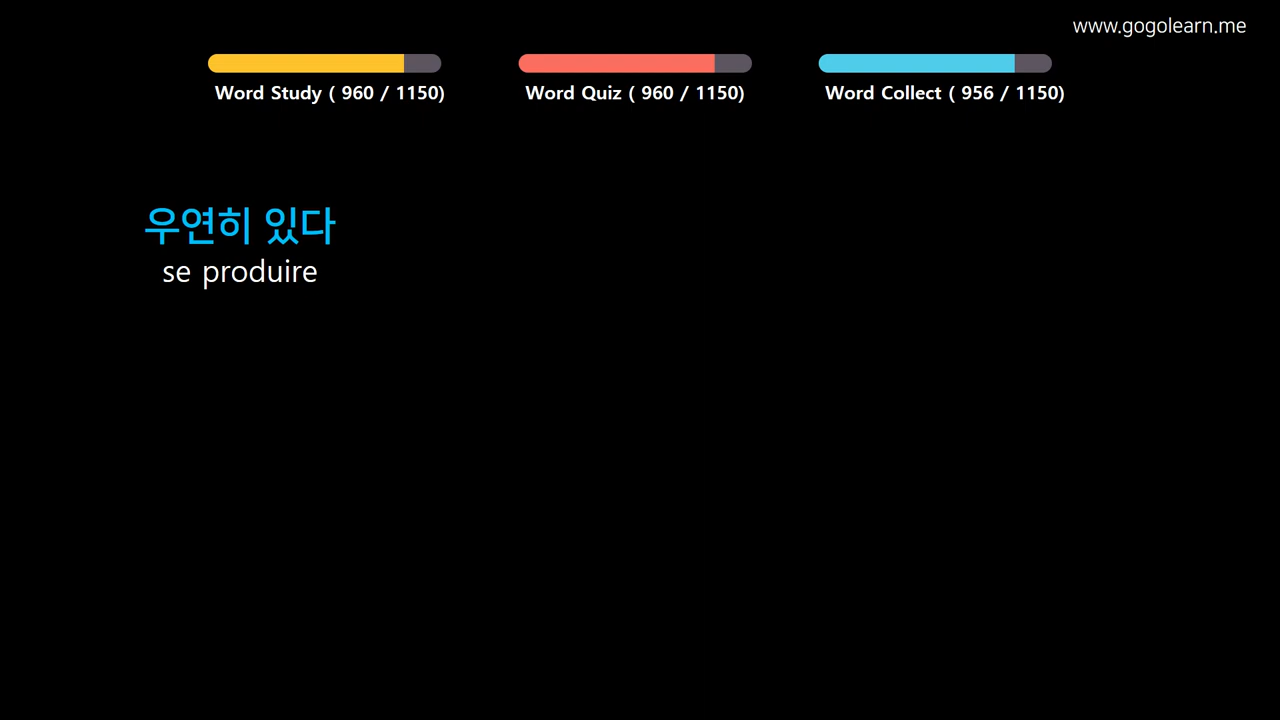 www.gogolearn.me
Word Study ( 960 / 1150)
Word Quiz ( 960 / 1150)
Word Collect ( 956 / 1150)
우연히 있다
se produire